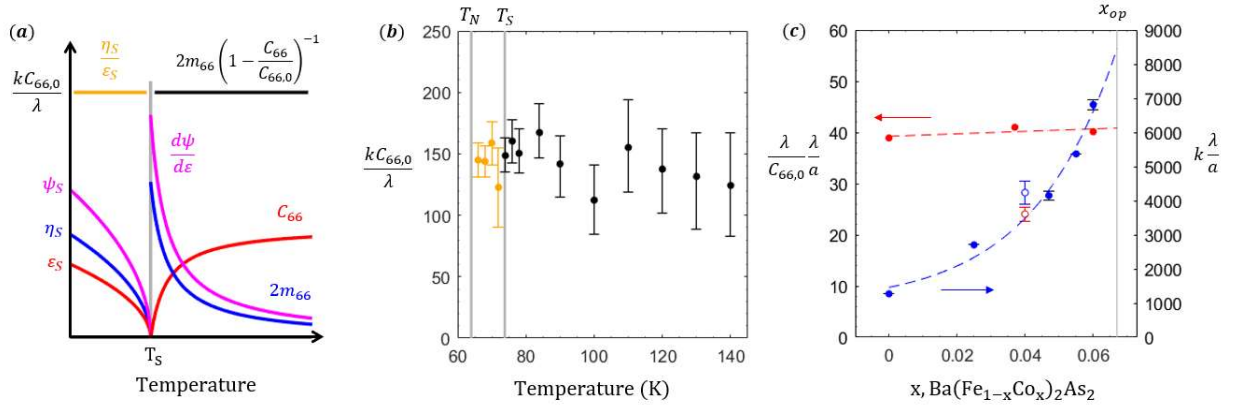 (a)
η_S/ε_S
2m_66 (1 − C_66/C_66,0)^−1
kC_66,0/λ
dψ/dε
ψ_S
η_S
ε_S
C_66
2m_66
T_S
Temperature
(b)
T_N
T_S
kC_66,0/λ
250
200
150
100
50
0
60 80 100 120 140
Temperature (K)
(c)
x_op
λ/C_66,0 λ/a
60
50
40
30
20
10
0
9000
8000
7000
6000
5000
4000
3000
2000
1000
0
k λ/a
0 0.02 0.04 0.06
x, Ba(Fe_1−xCo_x)_2As_2